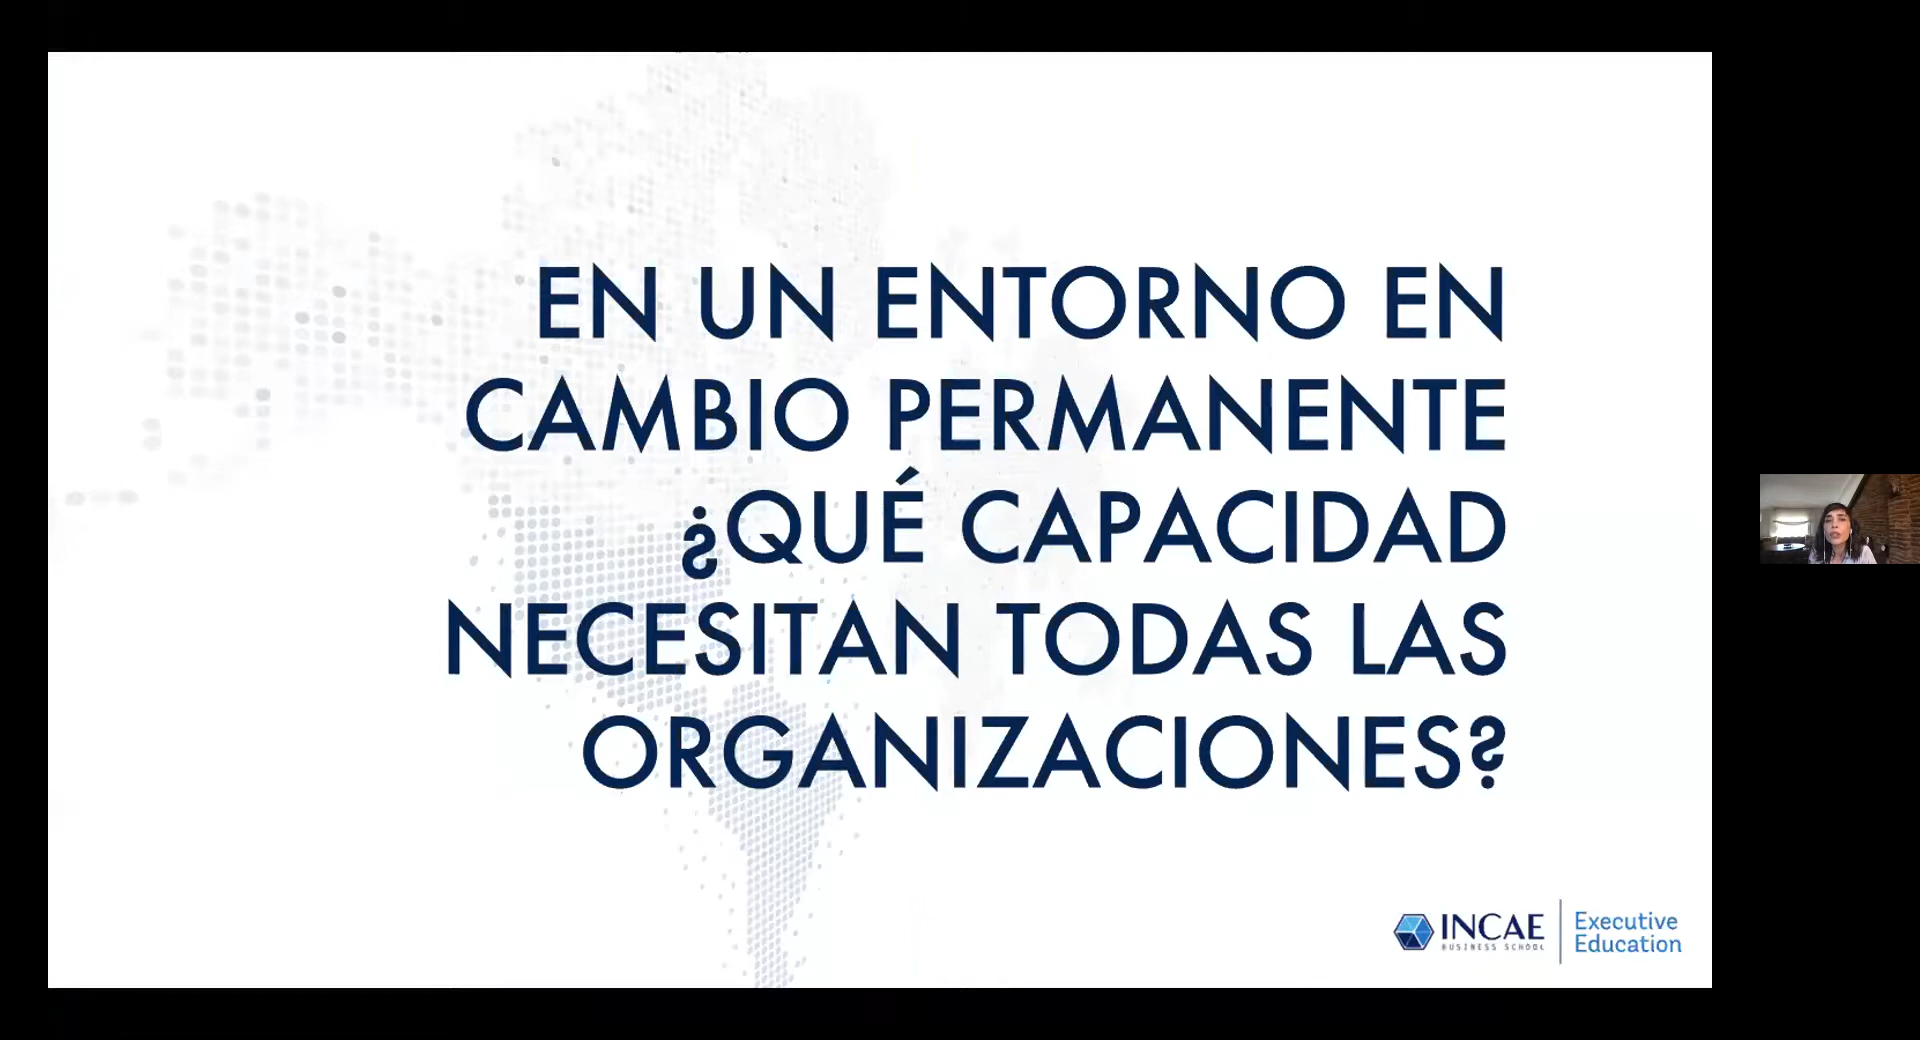 EN UN ENTORNO EN
CAMBIO PERMANENTE
¿QUÉ CAPACIDAD
NECESITAN TODAS LAS
ORGANIZACIONES?
INCAE
BUSINESS SCHOOL
Executive
Education